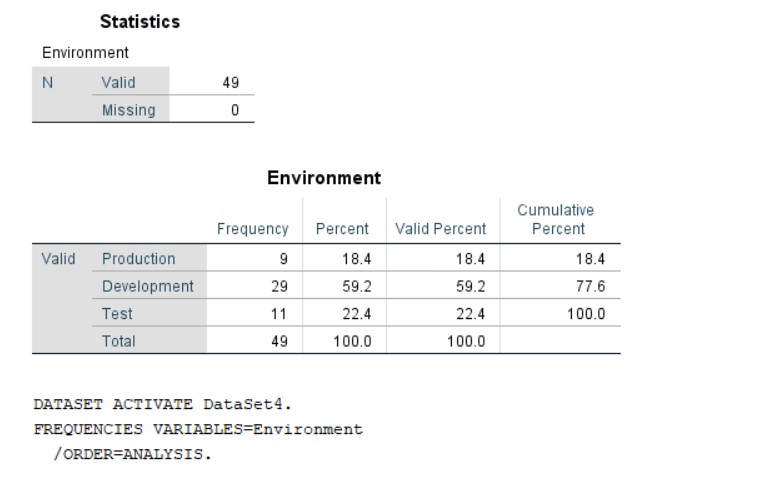 Statistics
Environment
N Valid 49
Missing 0
Environment
Frequency Percent Valid Percent Cumulative Percent
Valid Production 9 18.4 18.4 18.4
Development 29 59.2 59.2 77.6
Test 11 22.4 22.4 100.0
Total 49 100.0 100.0
DATASET ACTIVATE DataSet4.
FREQUENCIES VARIABLES=Environment
/ORDER=ANALYSIS.